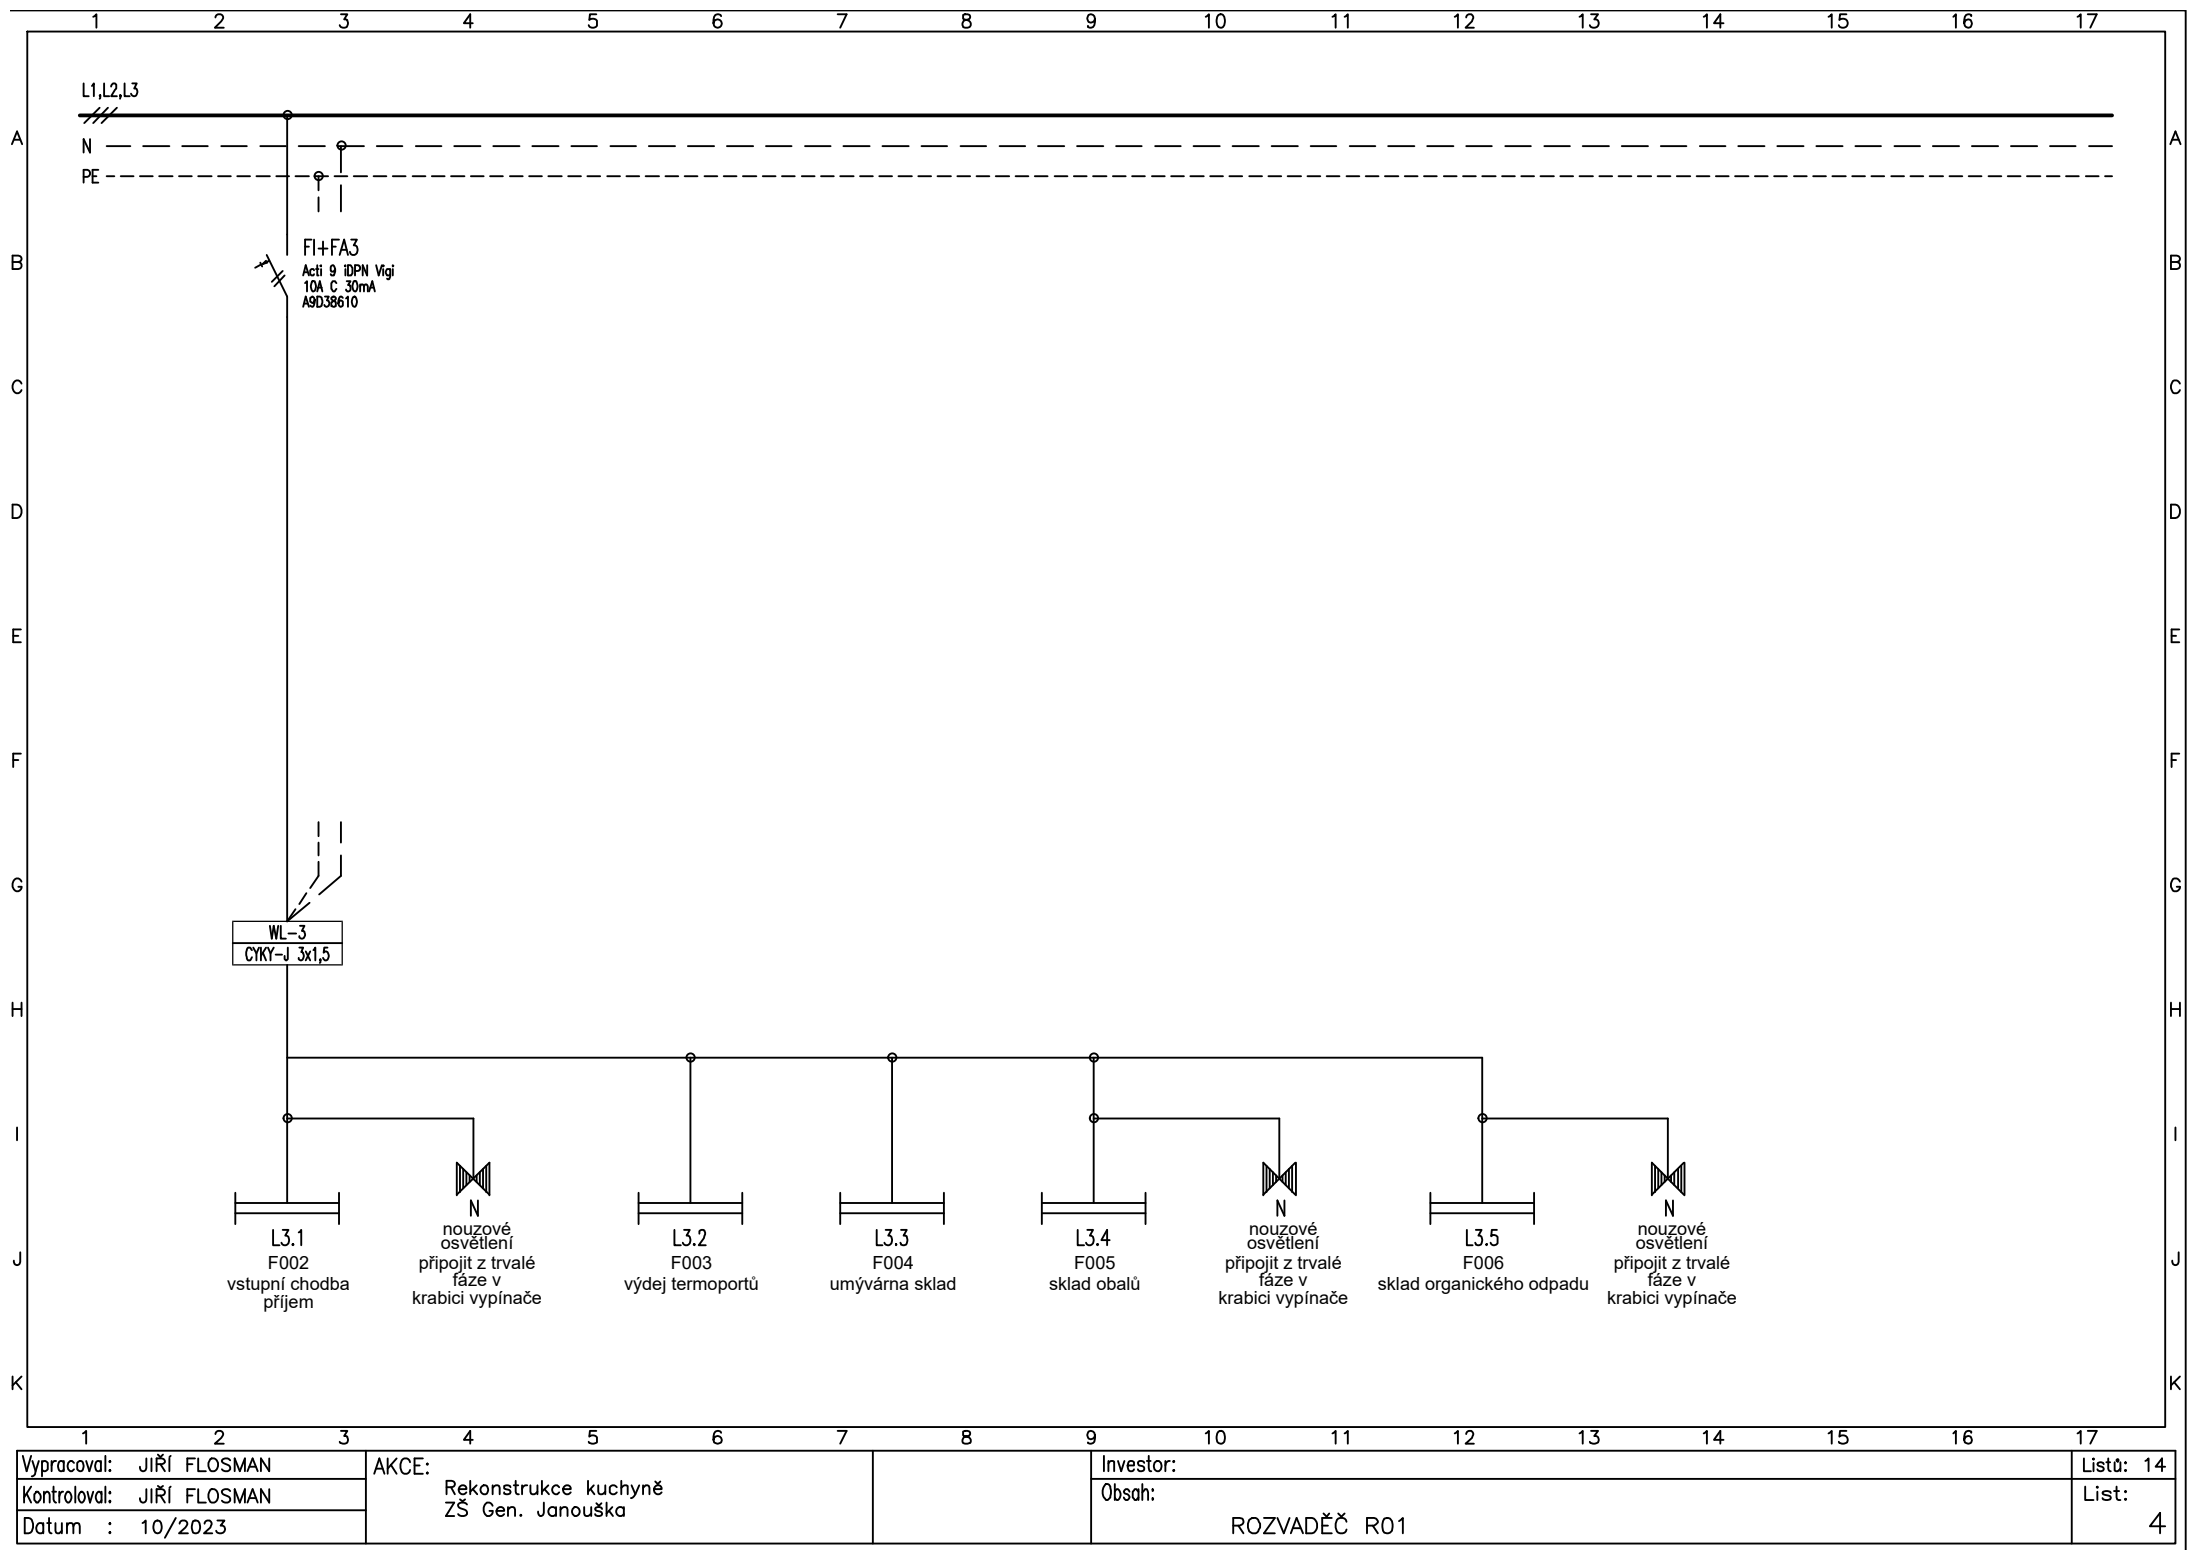 1 2 3 4 5 6 7 8 9 10 11 12 13 14 15 16 17
L1,L2,L3
A A
N
PE
FI+FA3
B B
Acti 9 iDPN Vigi
10A C 30mA
A9D38610
C C
D D
E E
F F
G G
WL-3
CYKY-J 3x1,5
H H
I I
L3.1
F002
vstupní chodba
příjem
N
nouzové
osvětlení
připojit z trvalé
fáze v
krabici vypínače
L3.2
F003
výdej termoportů
L3.3
F004
umývárna sklad
L3.4
F005
sklad obalů
N
nouzové
osvětlení
připojit z trvalé
fáze v
krabici vypínače
L3.5
F006
sklad organického odpadu
N
nouzové
osvětlení
připojit z trvalé
fáze v
krabici vypínače
J J
K K
1 2 3 4 5 6 7 8 9 10 11 12 13 14 15 16 17
Vypracoval: JIŘÍ FLOSMAN
Kontroloval: JIŘÍ FLOSMAN
Datum : 10/2023
AKCE:
Rekonstrukce kuchyně
ZŠ Gen. Janouška
Investor:
Obsah:
ROZVADĚČ R01
Listů: 14
List:
4